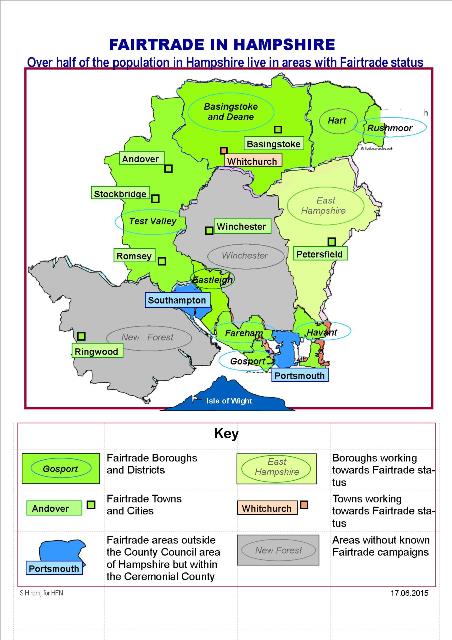 FAIRTRADE IN HAMPSHIRE
Over half of the population in Hampshire live in areas with Fairtrade status
Basingstoke
and Deane
Hart
Rushmoor
h
Basingstoke
Andover
Whitchurch
Stockbridge
East
Hampshire
Test Valley
Winchester
Winchester
Petersfield
Romsey
Eastleigh
Southampton
New Forest
Fareham
Havant
Ringwood
Gosport
Portsmouth
Isle of Wight
Key
Gosport
Fairtrade Boroughs
and Districts
East
Hampshire
Boroughs working
towards Fairtrade sta-
tus
Andover
Fairtrade Towns
and Cities
Whitchurch
Towns working
towards Fairtrade sta-
tus
Portsmouth
Fairtrade areas outside
the County Council area
of Hampshire but within
the Ceremonial County
New Forest
Areas without known
Fairtrade campaigns
for HFN
17.06.2015